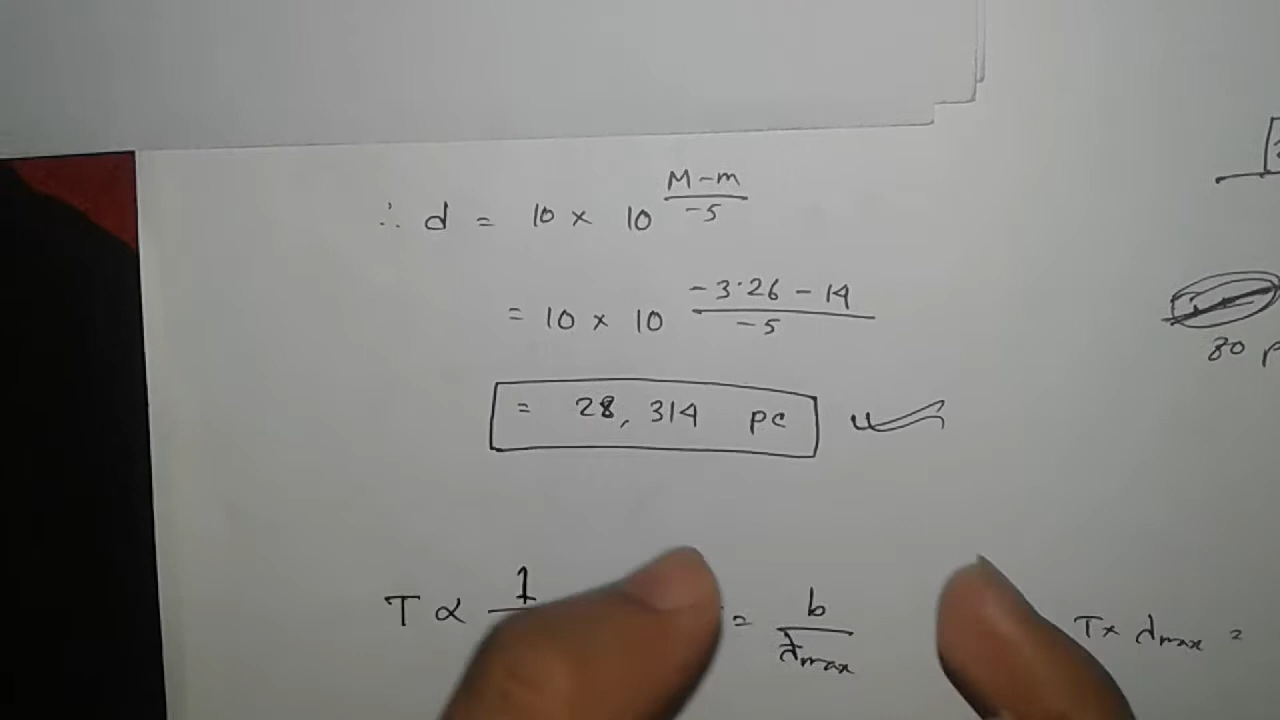 ∴ d = 10 × 10^((M-m)/-5)
= 10 × 10^((-3.26-14)/-5)
= 28,314 pc
80 p
T ∝ 1
= b/λmax
T× λmax =